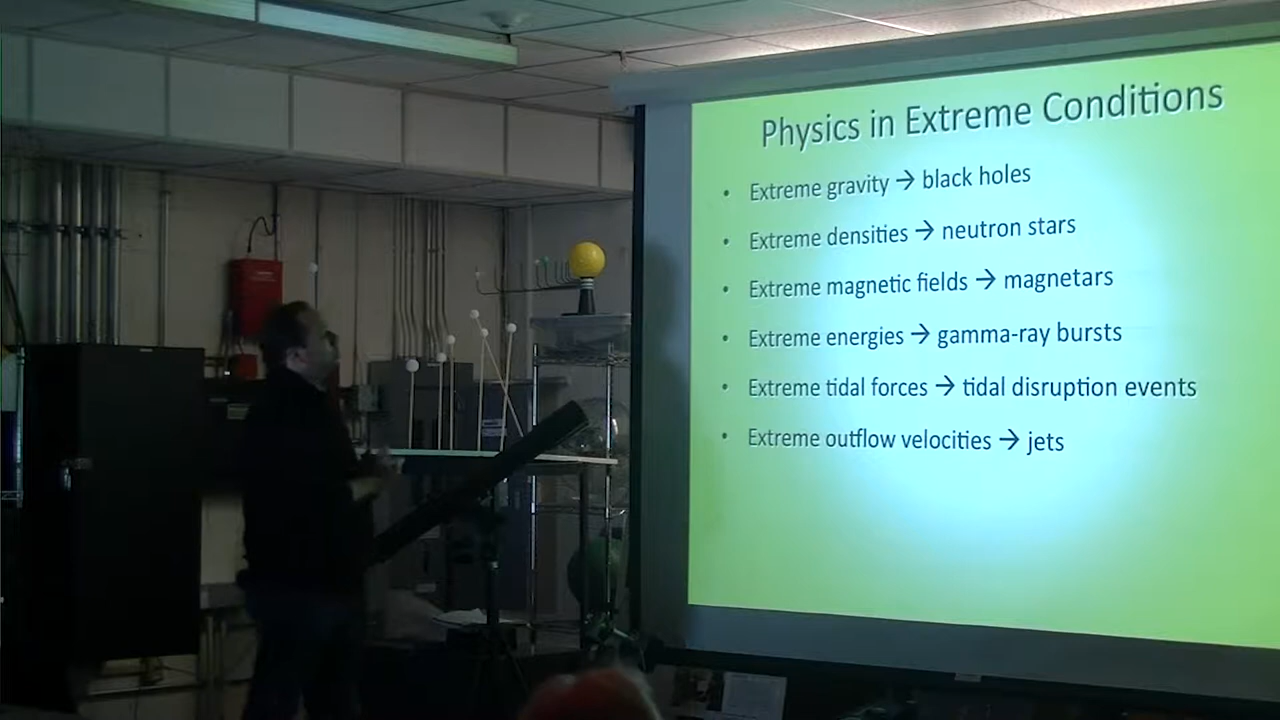 Physics in Extreme Conditions
• Extreme gravity → black holes
• Extreme densities → neutron stars
• Extreme magnetic fields → magnetars
• Extreme energies → gamma-ray bursts
• Extreme tidal forces → tidal disruption events
• Extreme outflow velocities → jets